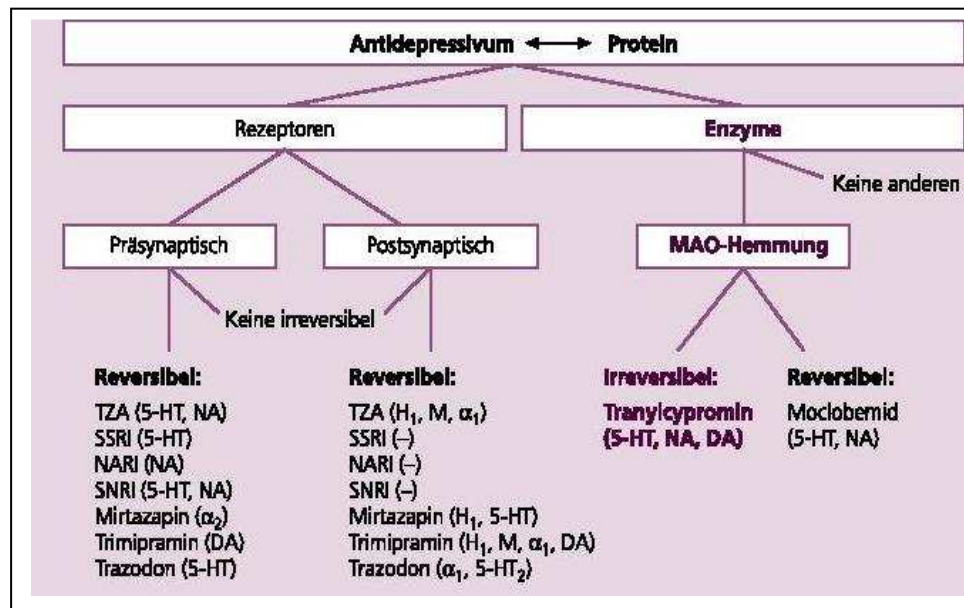 Antidepressivum ↔ Protein
Rezeptoren
Enzyme
Keine anderen
Präsynaptisch
Postsynaptisch
MAO-Hemmung
Keine irreversibel
Reversibel:
TZA (5-HT, NA)
SSRI (5-HT)
NARI (NA)
SNRI (5-HT, NA)
Mirtazapin (α₂)
Trimipramin (DA)
Trazodon (5-HT)
Reversibel:
TZA (H₁, M, α₁)
SSRI (–)
NARI (–)
SNRI (–)
Mirtazapin (H₁, 5-HT)
Trimipramin (H₁, M, α₁, DA)
Trazodon (α₁, 5-HT₂)
Irreversibel:
Tranylcypromin
(5-HT, NA, DA)
Reversibel:
Moclobemid
(5-HT, NA)